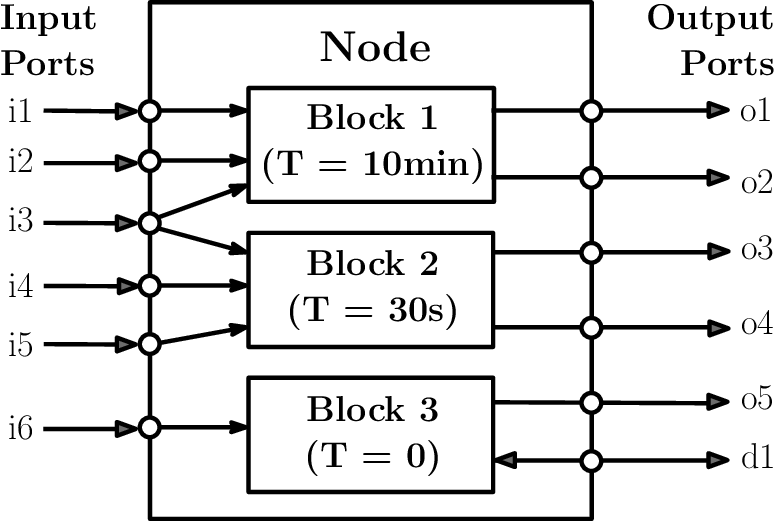 Input
Ports
Node
Output
Ports
i1
i2
i3
i4
i5
i6
Block 1
(T = 10min)
Block 2
(T = 30s)
Block 3
(T = 0)
o1
o2
o3
o4
o5
d1